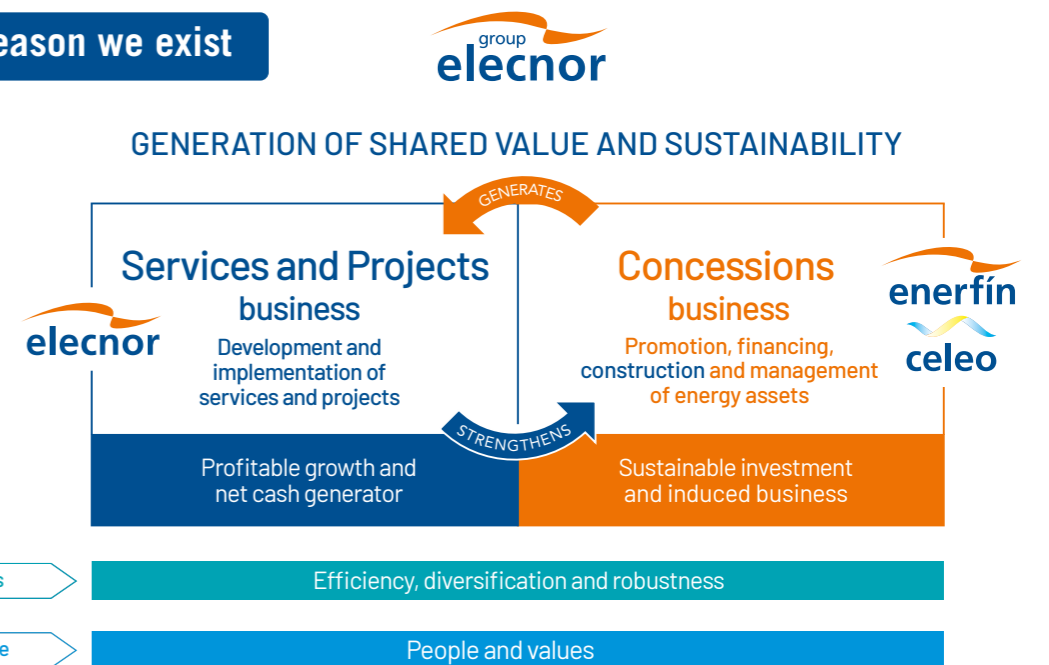 eason we exist
group
elecnor
GENERATION OF SHARED VALUE AND SUSTAINABILITY
GENERATES
Services and Projects
business
Development and
implementation of
services and projects
elecnor
Concessions
business
Promotion, financing,
construction and management
of energy assets
enerfín
celeo
STRENGTHENS
Profitable growth and
net cash generator
Sustainable investment
and induced business
s
Efficiency, diversification and robustness
e
People and values